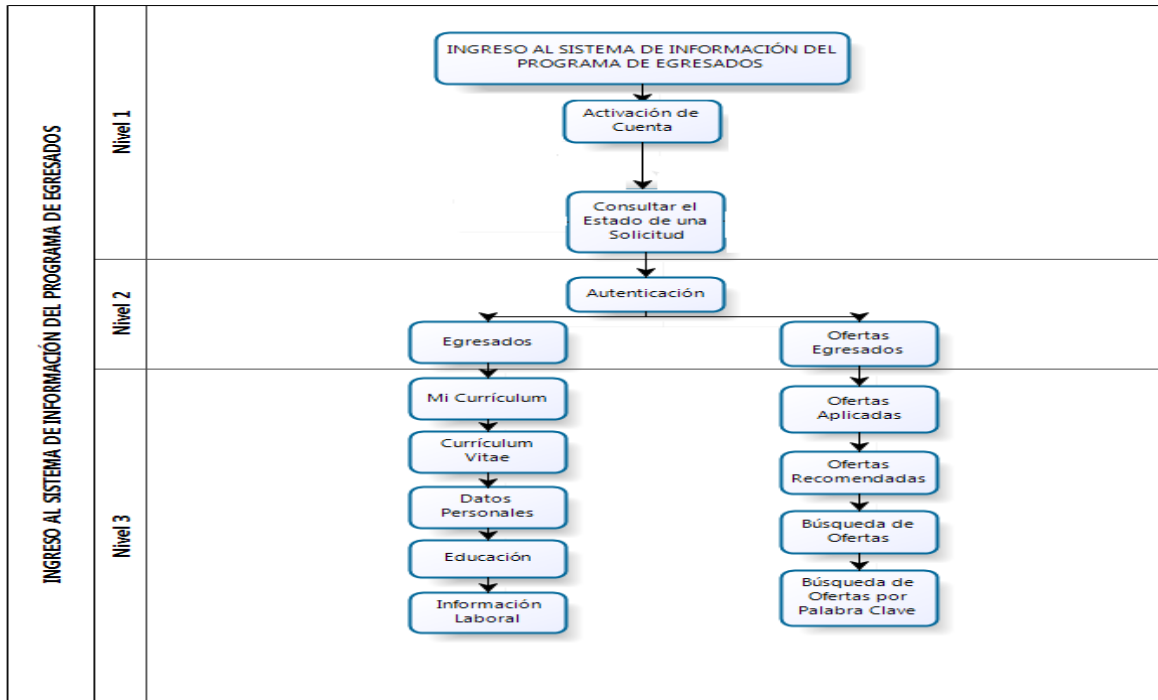 INGRESO AL SISTEMA DE INFORMACIÓN DEL PROGRAMA DE EGRESADOS
Nivel 1
INGRESO AL SISTEMA DE INFORMACIÓN DEL
PROGRAMA DE EGRESADOS
Activación de
Cuenta
Consultar el
Estado de una
Solicitud
Nivel 2
Autenticación
Egresados
Ofertas
Egresados
Nivel 3
Mi Currículum
Currículum
Vitae
Datos
Personales
Educación
Información
Laboral
Ofertas
Aplicadas
Ofertas
Recomendadas
Búsqueda de
Ofertas
Búsqueda de
Ofertas por
Palabra Clave